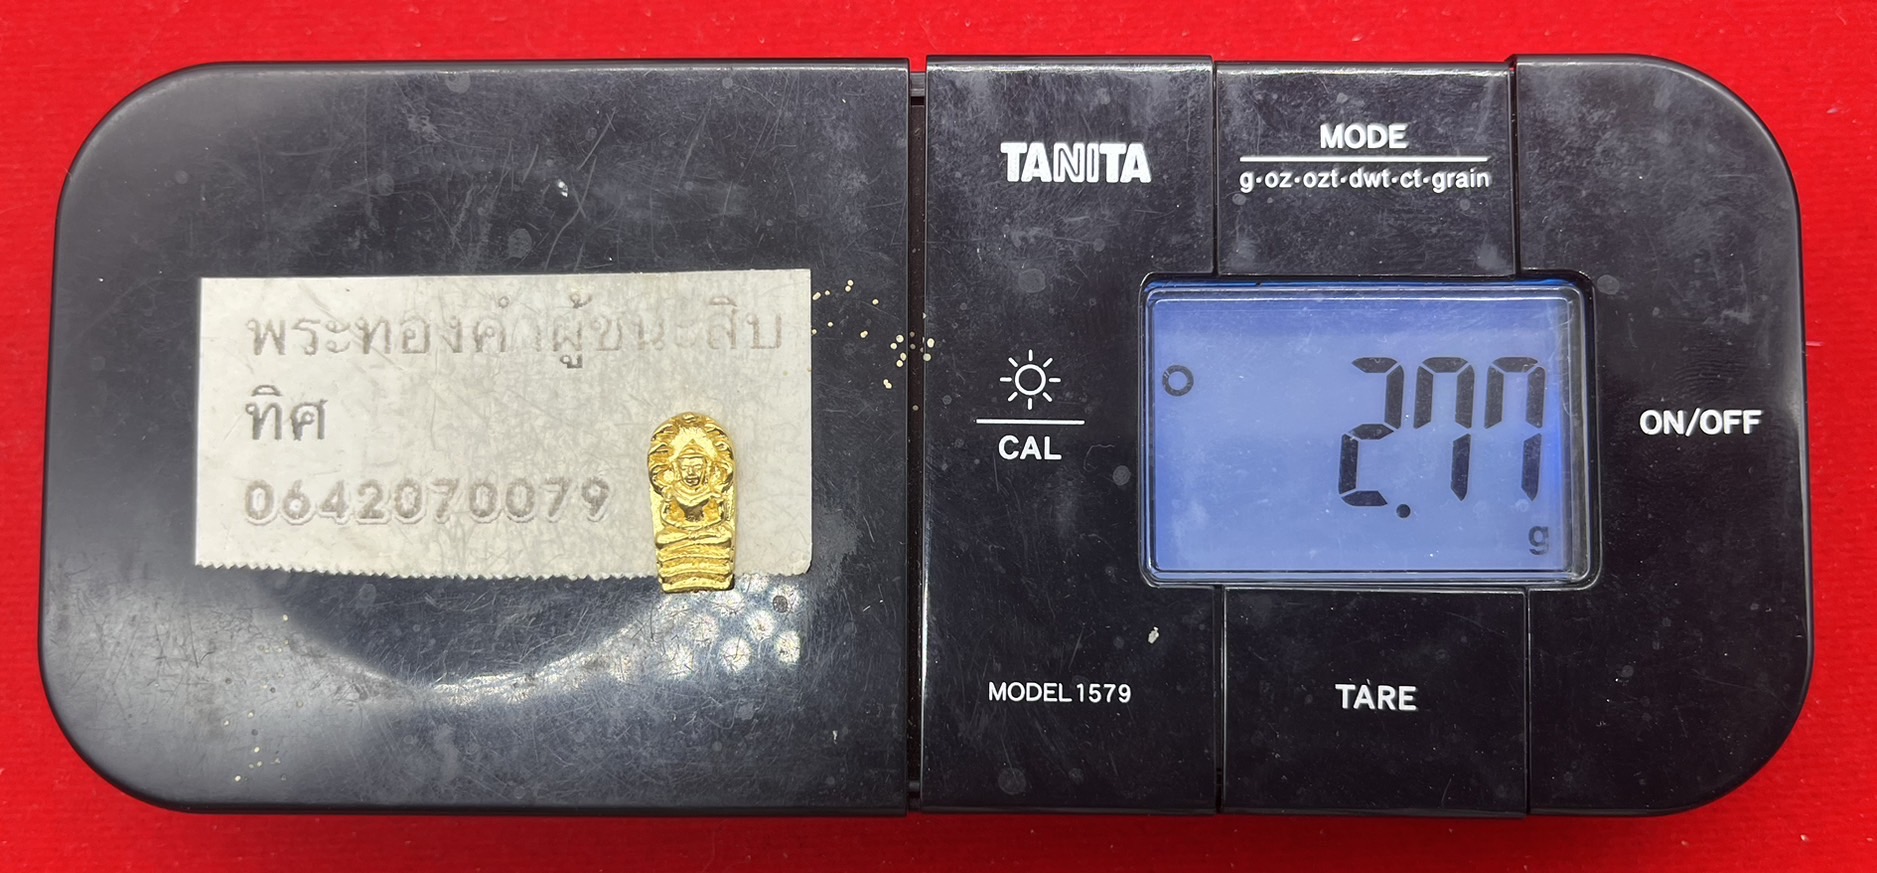 พระทองคำผู้ชนะสิบ
ทิศ
0642070079
TANITA
MODE
g·oz·ozt·dwt·ct·grain
CAL
2.77
g
ON/OFF
MODEL 1579
TARE